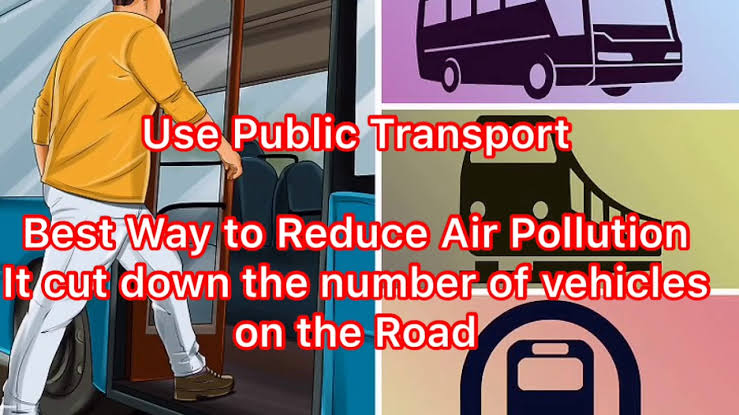 Use Public Transport
Best Way to Reduce Air Pollution
It cut down the number of vehicles
on the Road